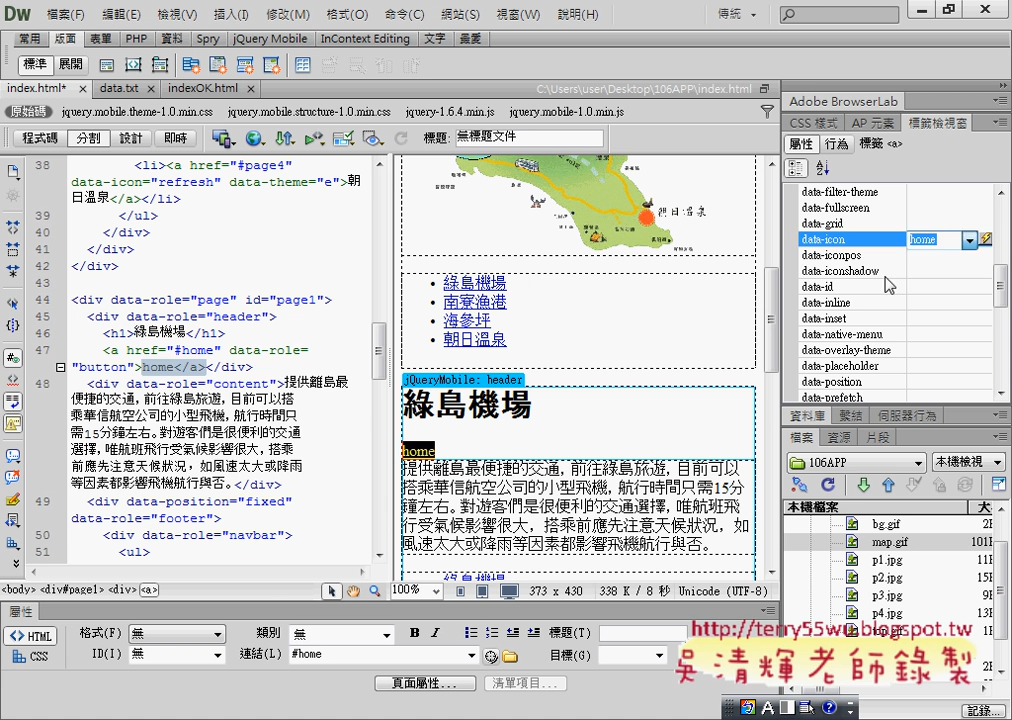 Dw 檔案(F) 編輯(E) 檢視(V) 插入(I) 修改(M) 格式(O) 命令(C) 網站(S) 視窗(W) 說明(H) 傳統
常用 版面 表單 PHP 資料 Spry jQuery Mobile InContext Editing 文字 最愛
標準 展開
index.html* × data.txt × indexOK.html × C:\Users\user\Desktop\106APP\index.html
原始碼 jquery.mobile.theme-1.0.min.css jquery.mobile.structure-1.0.min.css jquery-1.6.4.min.js jquery.mobile-1.0.min.js
程式碼 分割 設計 即時 標題: 無標題文件
38 <li><a href="#page4"
data-icon="refresh" data-theme="e">朝
日溫泉</a></li>
39 </ul>
40 </div>
41 </div>
42 </div>
43
44 <div data-role="page" id="page1">
45 <div data-role="header">
46 <h1>綠島機場</h1>
47 <a href="#home" data-role=
"button">home</a></div>
48 <div data-role="content">提供離島最
便捷的交通, 前往綠島旅遊, 目前可以搭
乘華信航空公司的小型飛機, 航行時間只
需15分鐘左右。對遊客們是很便利的交通
選擇, 唯航班飛行受氣候影響很大, 搭乘
前應先注意天候狀況, 如風速太大或降雨
等因素都影響飛機航行與否。</div>
49 <div data-position="fixed"
data-role="footer">
50 <div data-role="navbar">
51 <ul>
朝日溫泉
綠島機場
南寮漁港
海參坪
朝日溫泉
jQueryMobile: header
綠島機場
home
提供離島最便捷的交通, 前往綠島旅遊, 目前可以
搭乘華信航空公司的小型飛機, 航行時間只需15分
鐘左右。對遊客們是很便利的交通選擇, 唯航班飛
行受氣候影響很大, 搭乘前應先注意天候狀況, 如
風速太大或降雨等因素都影響飛機航行與否。
綠島機場
<body> <div#page1> <div> <a> 100% 373 x 430 338 K / 8 秒 Unicode (UTF-8)
屬性
<> HTML 格式(F) 無 類別 無 B I 標題(T)
CSS ID(I) 無 連結(L) #home 目標(G)
頁面屬性... 清單項目...
Adobe BrowserLab
CSS 樣式 AP 元素 標籤檢視窗
屬性 行為 標籤 <a>
data-filter-theme
data-fullscreen
data-grid
data-icon home
data-iconpos
data-iconshadow
data-id
data-inline
data-inset
data-native-menu
data-overlay-theme
data-placeholder
data-position
data-prefetch
資料庫 繫結 伺服器行為
檔案 資源 片段
106APP 本機檢視
本機檔案 大
bg.gif
map.gif 101
p1.jpg 11
p2.jpg
p3.jpg
p4.jpg 13
記錄...
http://terry55wu.blogspot.tw
吳清輝老師錄製